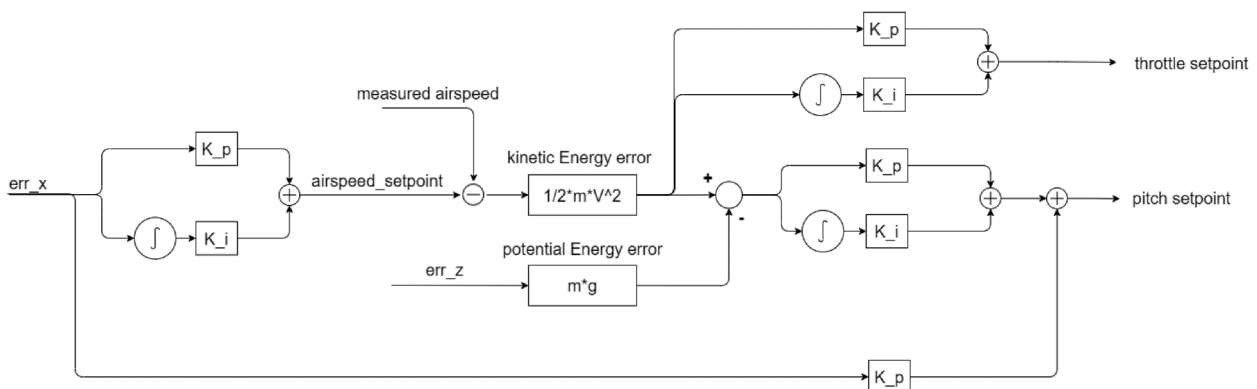 K_p
throttle setpoint
∫
K_i
measured airspeed
kinetic Energy error
K_p
K_p
err_x
airspeed_setpoint
−
1/2*m*V^2
+
-
pitch setpoint
∫
K_i
∫
K_i
potential Energy error
err_z
m*g
K_p